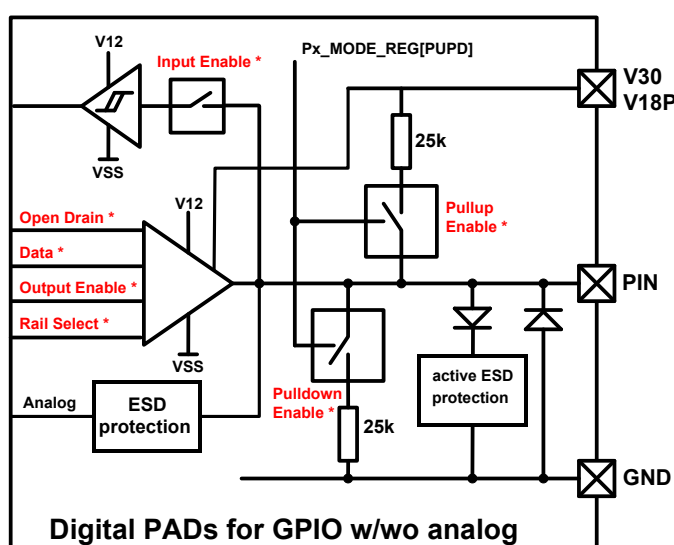 V12
Input Enable *
Px_MODE_REG[PUPD]
V30
V18P
25k
VSS
Pullup
Enable *
Open Drain *
V12
Data *
Output Enable *
PIN
Rail Select *
VSS
Analog
ESD
protection
Pulldown
Enable *
25k
active ESD
protection
GND
Digital PADs for GPIO w/wo analog